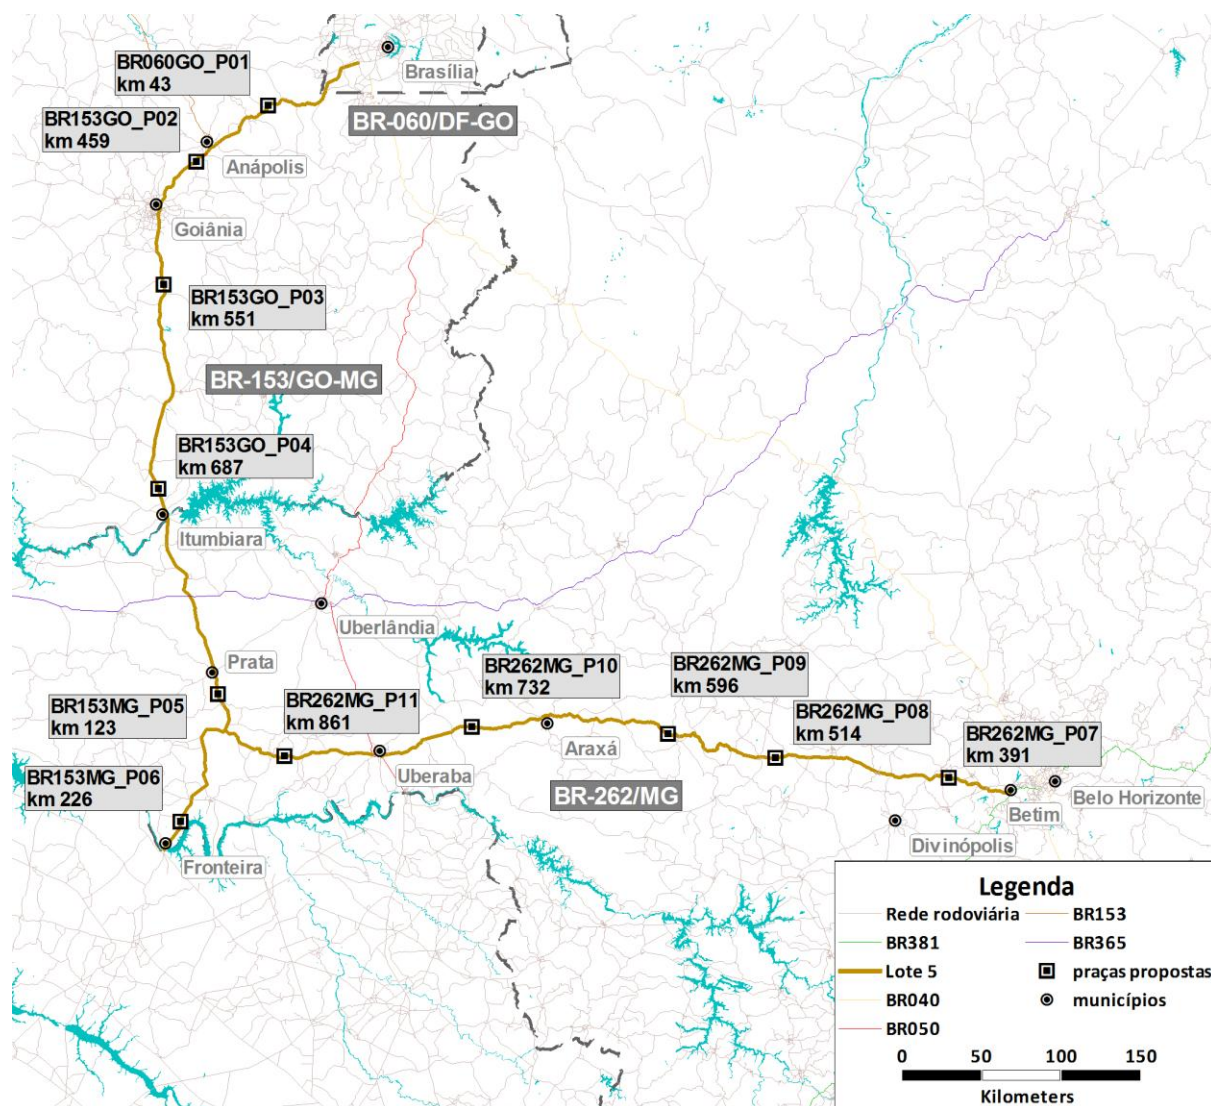 BR060GO_P01
km 43
Brasília
BR-060/DF-GO
BR153GO_P02
km 459
Anápolis
Goiânia
BR153GO_P03
km 551
BR-153/GO-MG
BR153GO_P04
km 687
Itumbiara
Uberlândia
Prata
BR153MG_P05
km 123
BR262MG_P11
km 861
BR262MG_P10
km 732
BR262MG_P09
km 596
BR262MG_P08
km 514
BR262MG_P07
km 391
Araxá
Uberaba
BR153MG_P06
km 226
BR-262/MG
Belo Horizonte
Betim
Divinópolis
Fronteira
Legenda
Rede rodoviária
BR153
BR381
BR365
Lote 5
praças propostas
BR040
municípios
BR050
0 50 100 150
Kilometers